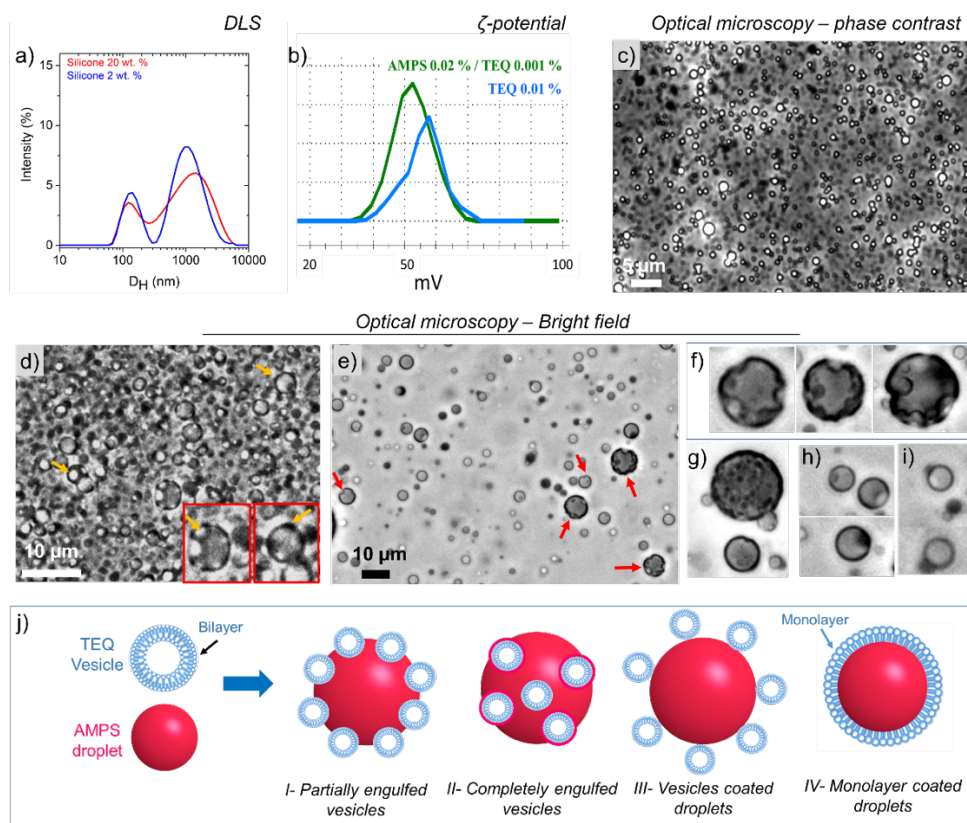 DLS
ζ-potential
Optical microscopy – phase contrast
a)
Silicone 20 wt. %
Silicone 2 wt. %
15
10
5
0
Intensity (%)
10 100 1000 10000
DH (nm)
b)
AMPS 0.02 % / TEQ 0.001 %
TEQ 0.01 %
20 50 100
mV
c)
5 µm
Optical microscopy – Bright field
d)
10 µm
e)
10 µm
f)
g)
h)
i)
j)
TEQ
Vesicle
Bilayer
AMPS
droplet
Monolayer
I- Partially engulfed
vesicles
II- Completely engulfed
vesicles
III- Vesicles coated
droplets
IV- Monolayer coated
droplets